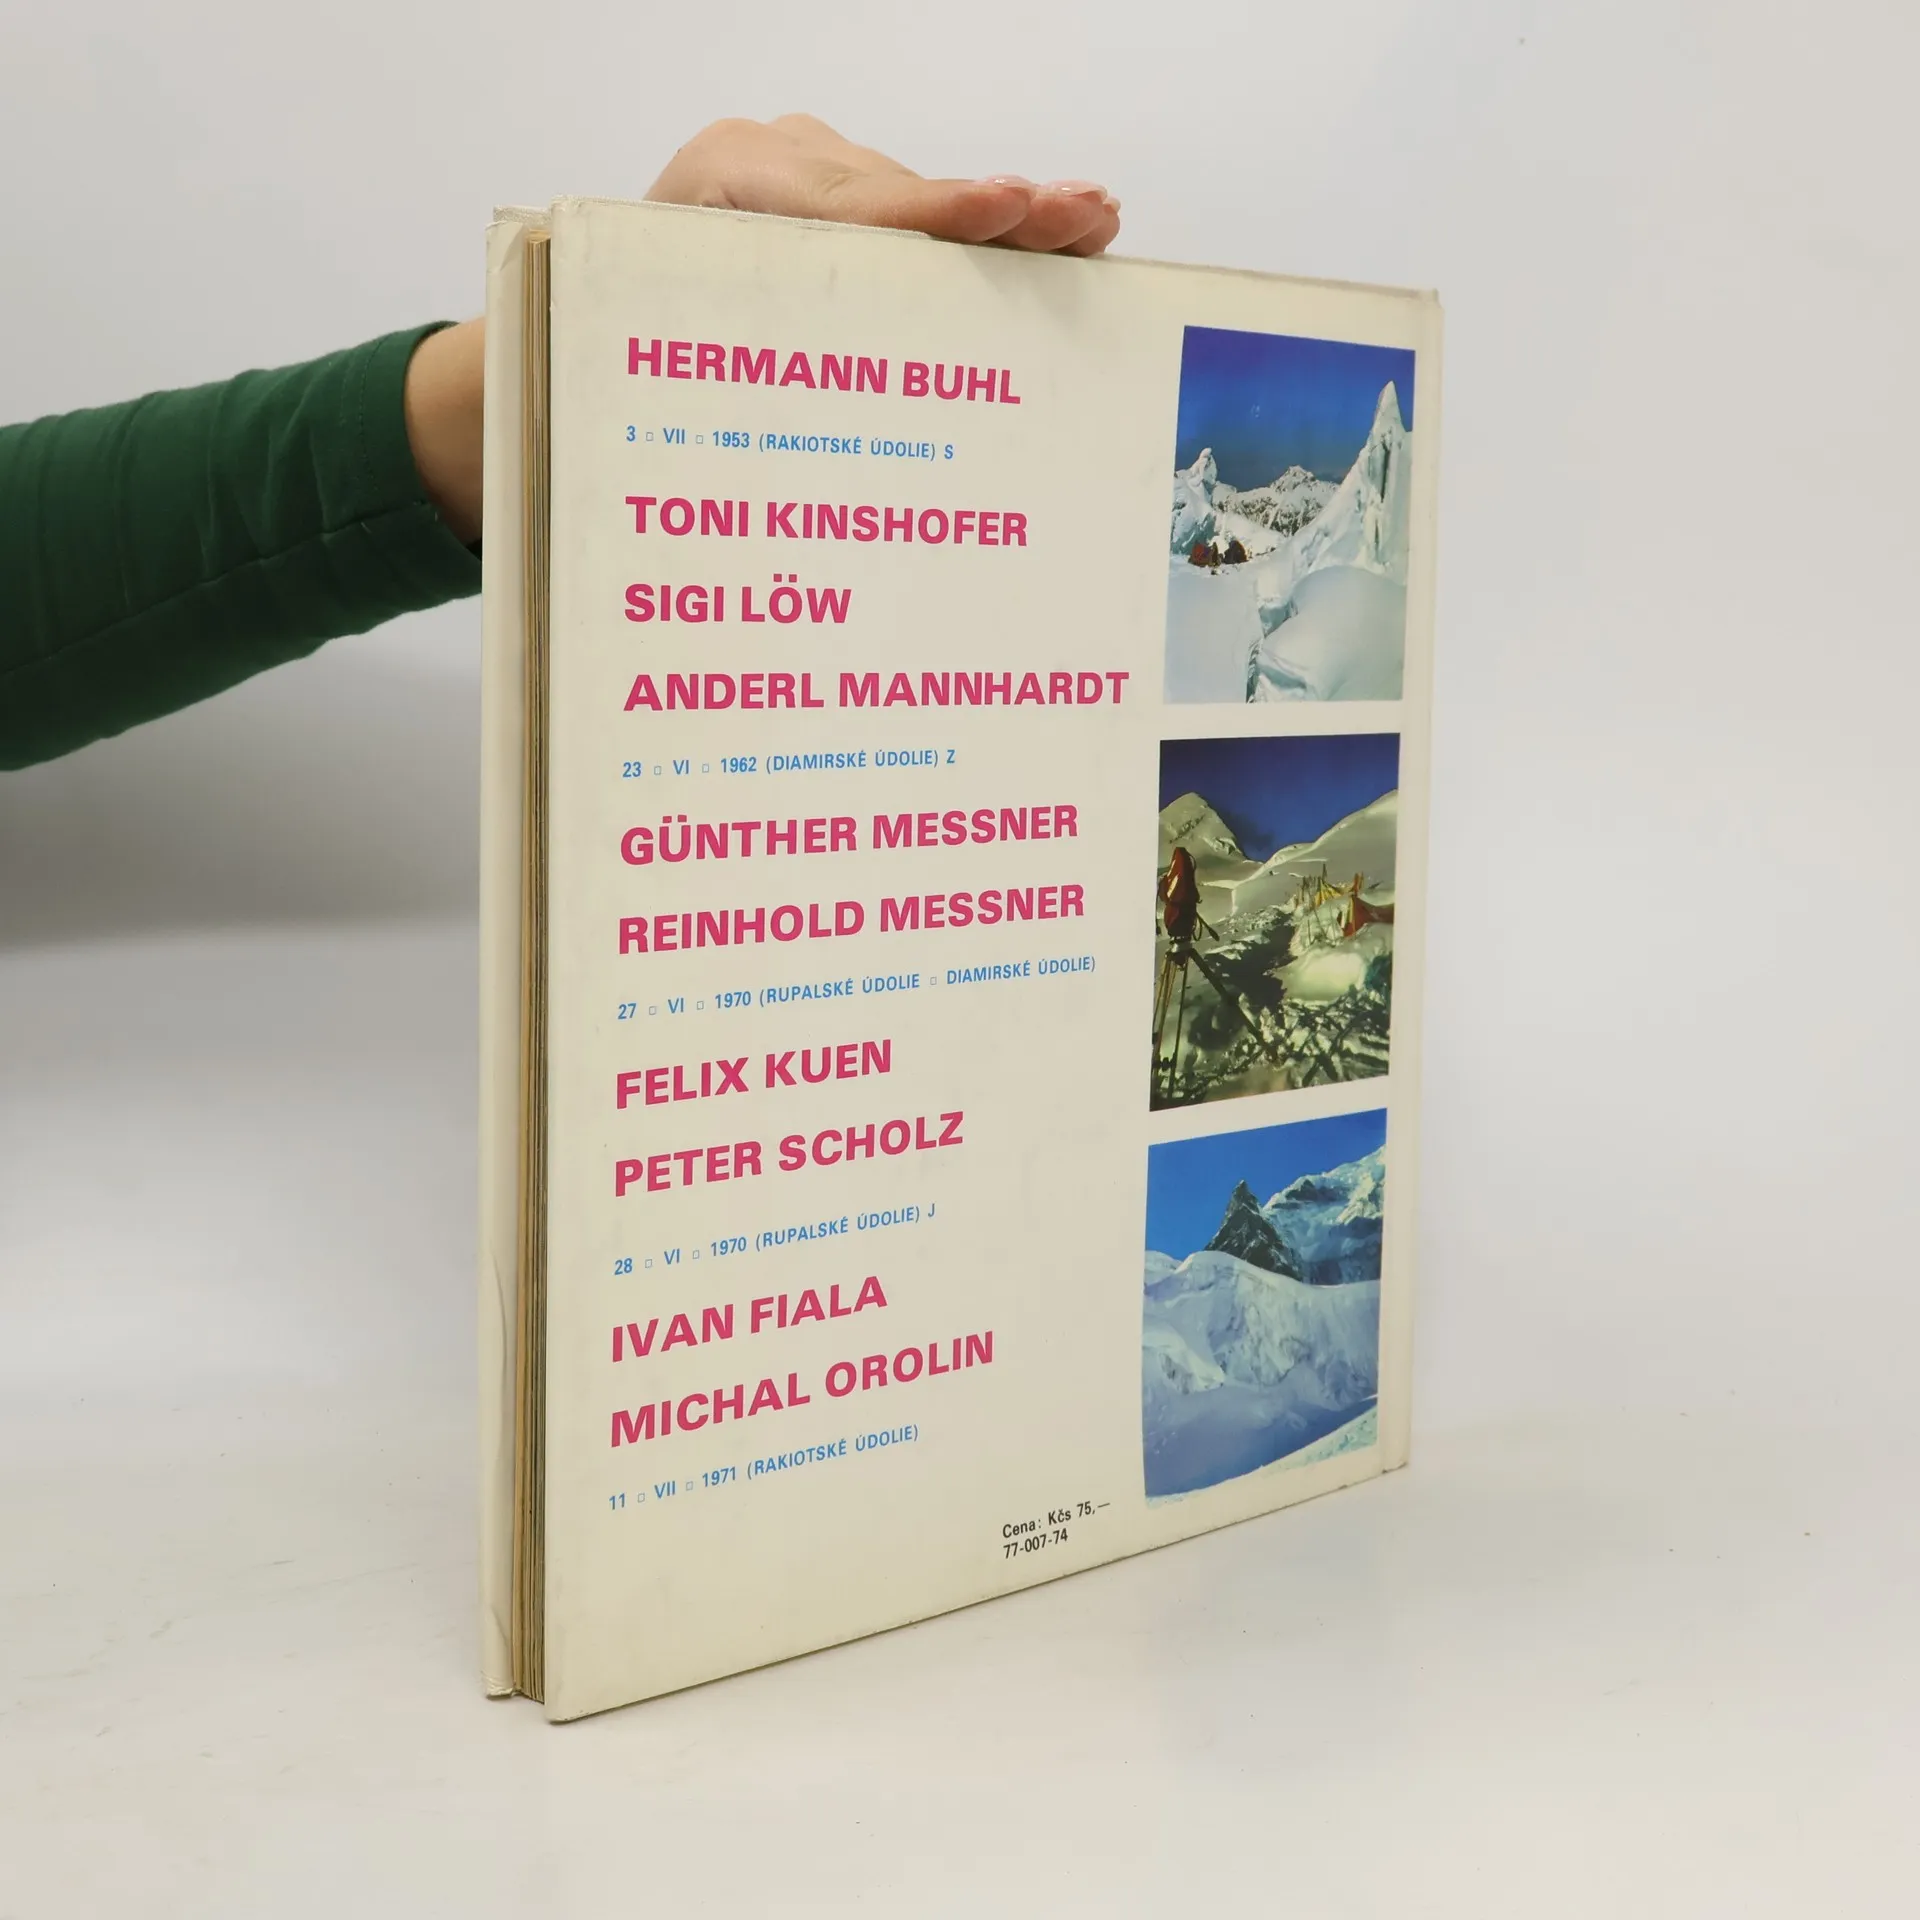 HERMANN BUHL
3 □ VII □ 1953 (RAKIOTSKÉ ÚDOLIE) S
TONI KINSHOFER
SIGI LÖW
ANDERL MANNHARDT
23 □ VI □ 1962 (DIAMIRSKÉ ÚDOLIE) Z
GÜNTHER MESSNER
REINHOLD MESSNER
27 □ VI □ 1970 (RUPALSKÉ ÚDOLIE □ DIAMIRSKÉ ÚDOLIE)
FELIX KUEN
PETER SCHOLZ
28 □ VI □ 1970 (RUPALSKÉ ÚDOLIE) J
IVAN FIALA
MICHAL OROLIN
11 □ VII □ 1971 (RAKIOTSKÉ ÚDOLIE)
Cena: Kčs 75,—
77-007-74